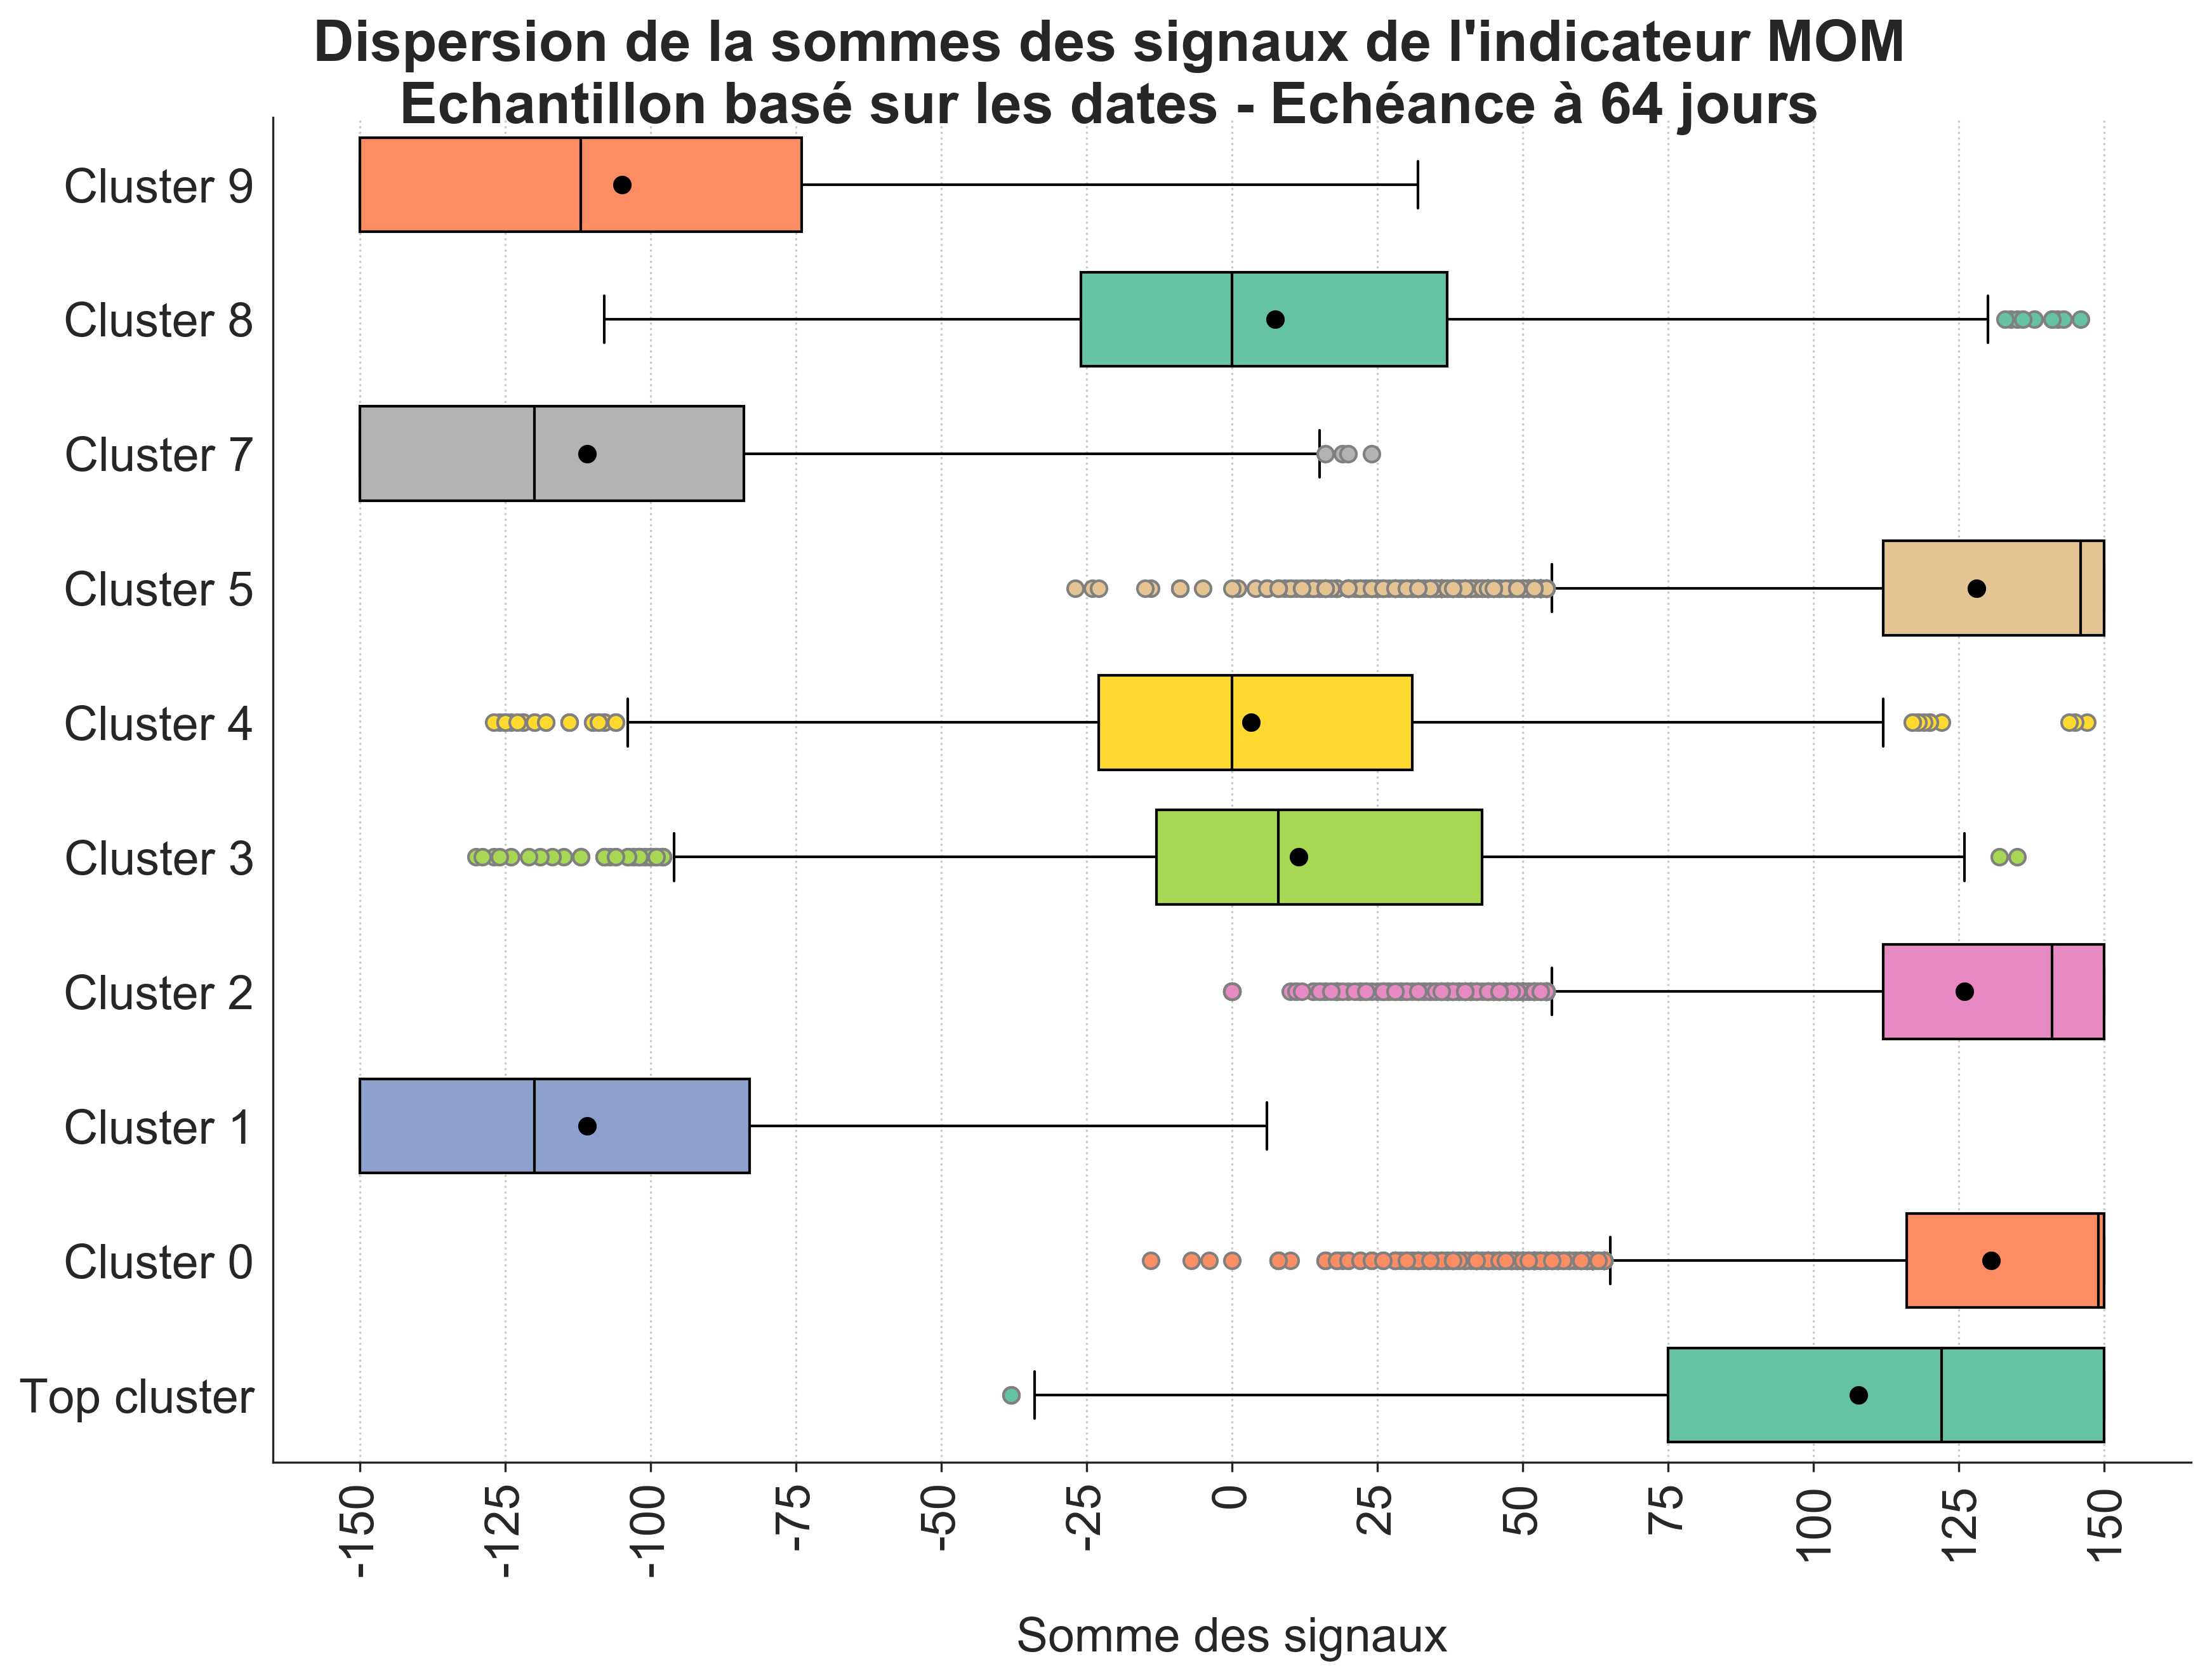 Dispersion de la sommes des signaux de l'indicateur MOM
Echantillon basé sur les dates - Echéance à 64 jours
Cluster 9
Cluster 8
Cluster 7
Cluster 5
Cluster 4
Cluster 3
Cluster 2
Cluster 1
Cluster 0
Top cluster
-150 -125 -100 -75 -50 -25 0 25 50 75 100 125 150
Somme des signaux